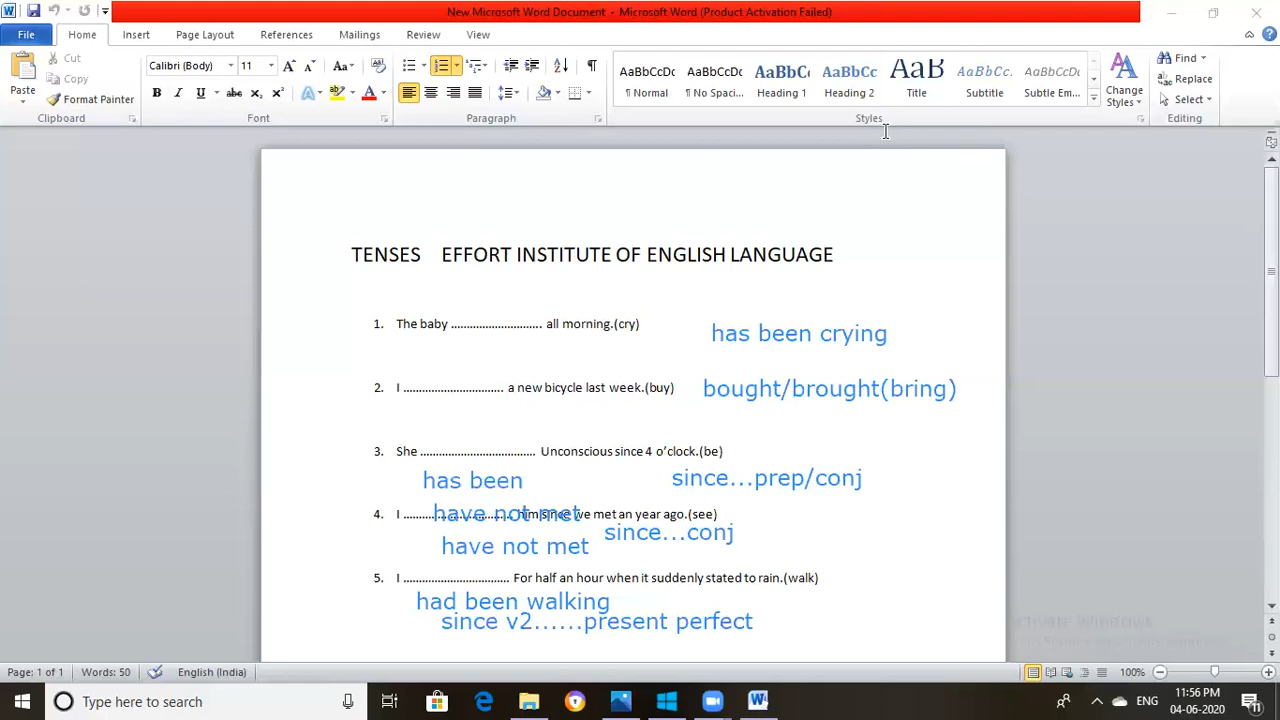 New Microsoft Word Document - Microsoft Word (Product Activation Failed)
File Home Insert Page Layout References Mailings Review View
Paste
Cut
Copy
Format Painter
Clipboard
Calibri (Body) 11
Font
Paragraph
AaBbCcDc AaBbCcDc AaBbCc AaBbCc AaB AaBbCc. AaBbCcDc
¶ Normal ¶ No Spaci... Heading 1 Heading 2 Title Subtitle Subtle Em...
Change Styles
Styles
Find
Replace
Select
Editing
TENSES EFFORT INSTITUTE OF ENGLISH LANGUAGE
1. The baby ............................ all morning.(cry)
has been crying
2. I ............................... a new bicycle last week.(buy)
bought/brought(bring)
3. She ................................... Unconscious since 4 o’clock.(be)
has been
since...prep/conj
4. I ................................. him since we met an year ago.(see)
have not met
since...conj
have not met
5. I ................................ For half an hour when it suddenly stated to rain.(walk)
had been walking
since v2......present perfect
Activate Windows
Page: 1 of 1 Words: 50 English (India) 100%
Type here to search
ENG
11:56 PM
04-06-2020
11